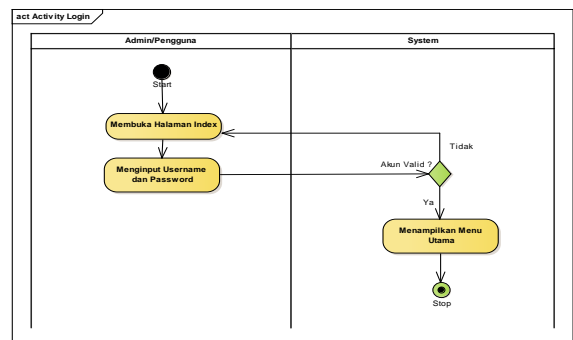 act Activity Login
Admin/Pengguna
System
Start
Membuka Halaman Index
Tidak
Menginput Username
dan Password
Akun Valid ?
Ya
Menampilkan Menu
Utama
Stop